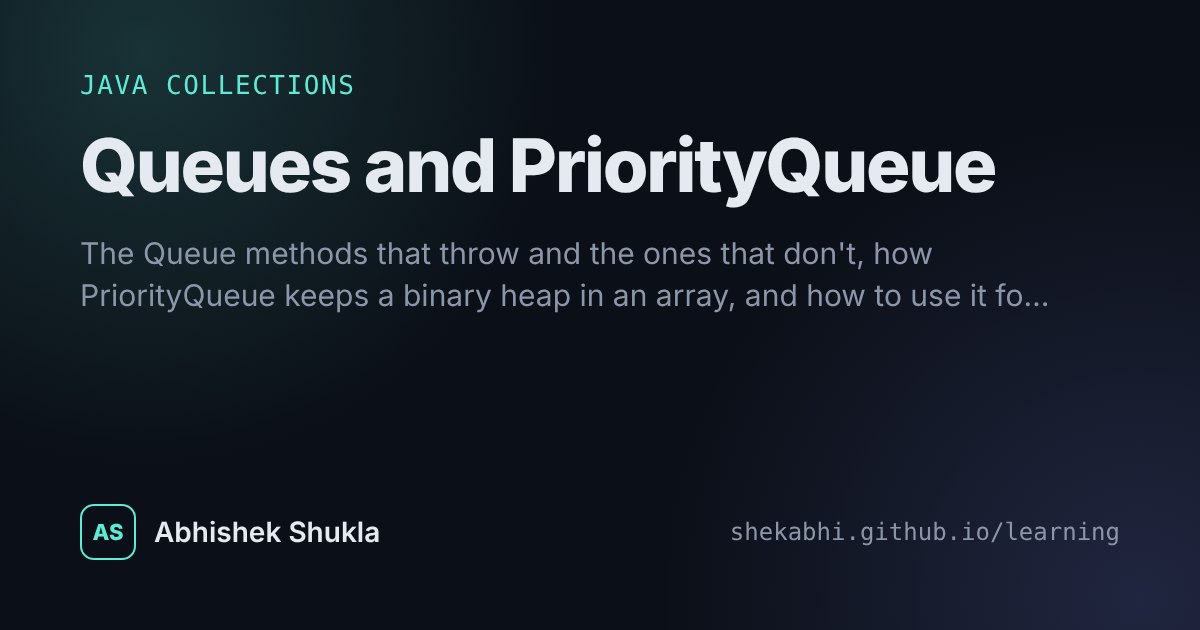 JAVA COLLECTIONS
Queues and PriorityQueue
The Queue methods that throw and the ones that don't, how
PriorityQueue keeps a binary heap in an array, and how to use it fo...
AS
Abhishek Shukla
shekabhi.github.io/learning